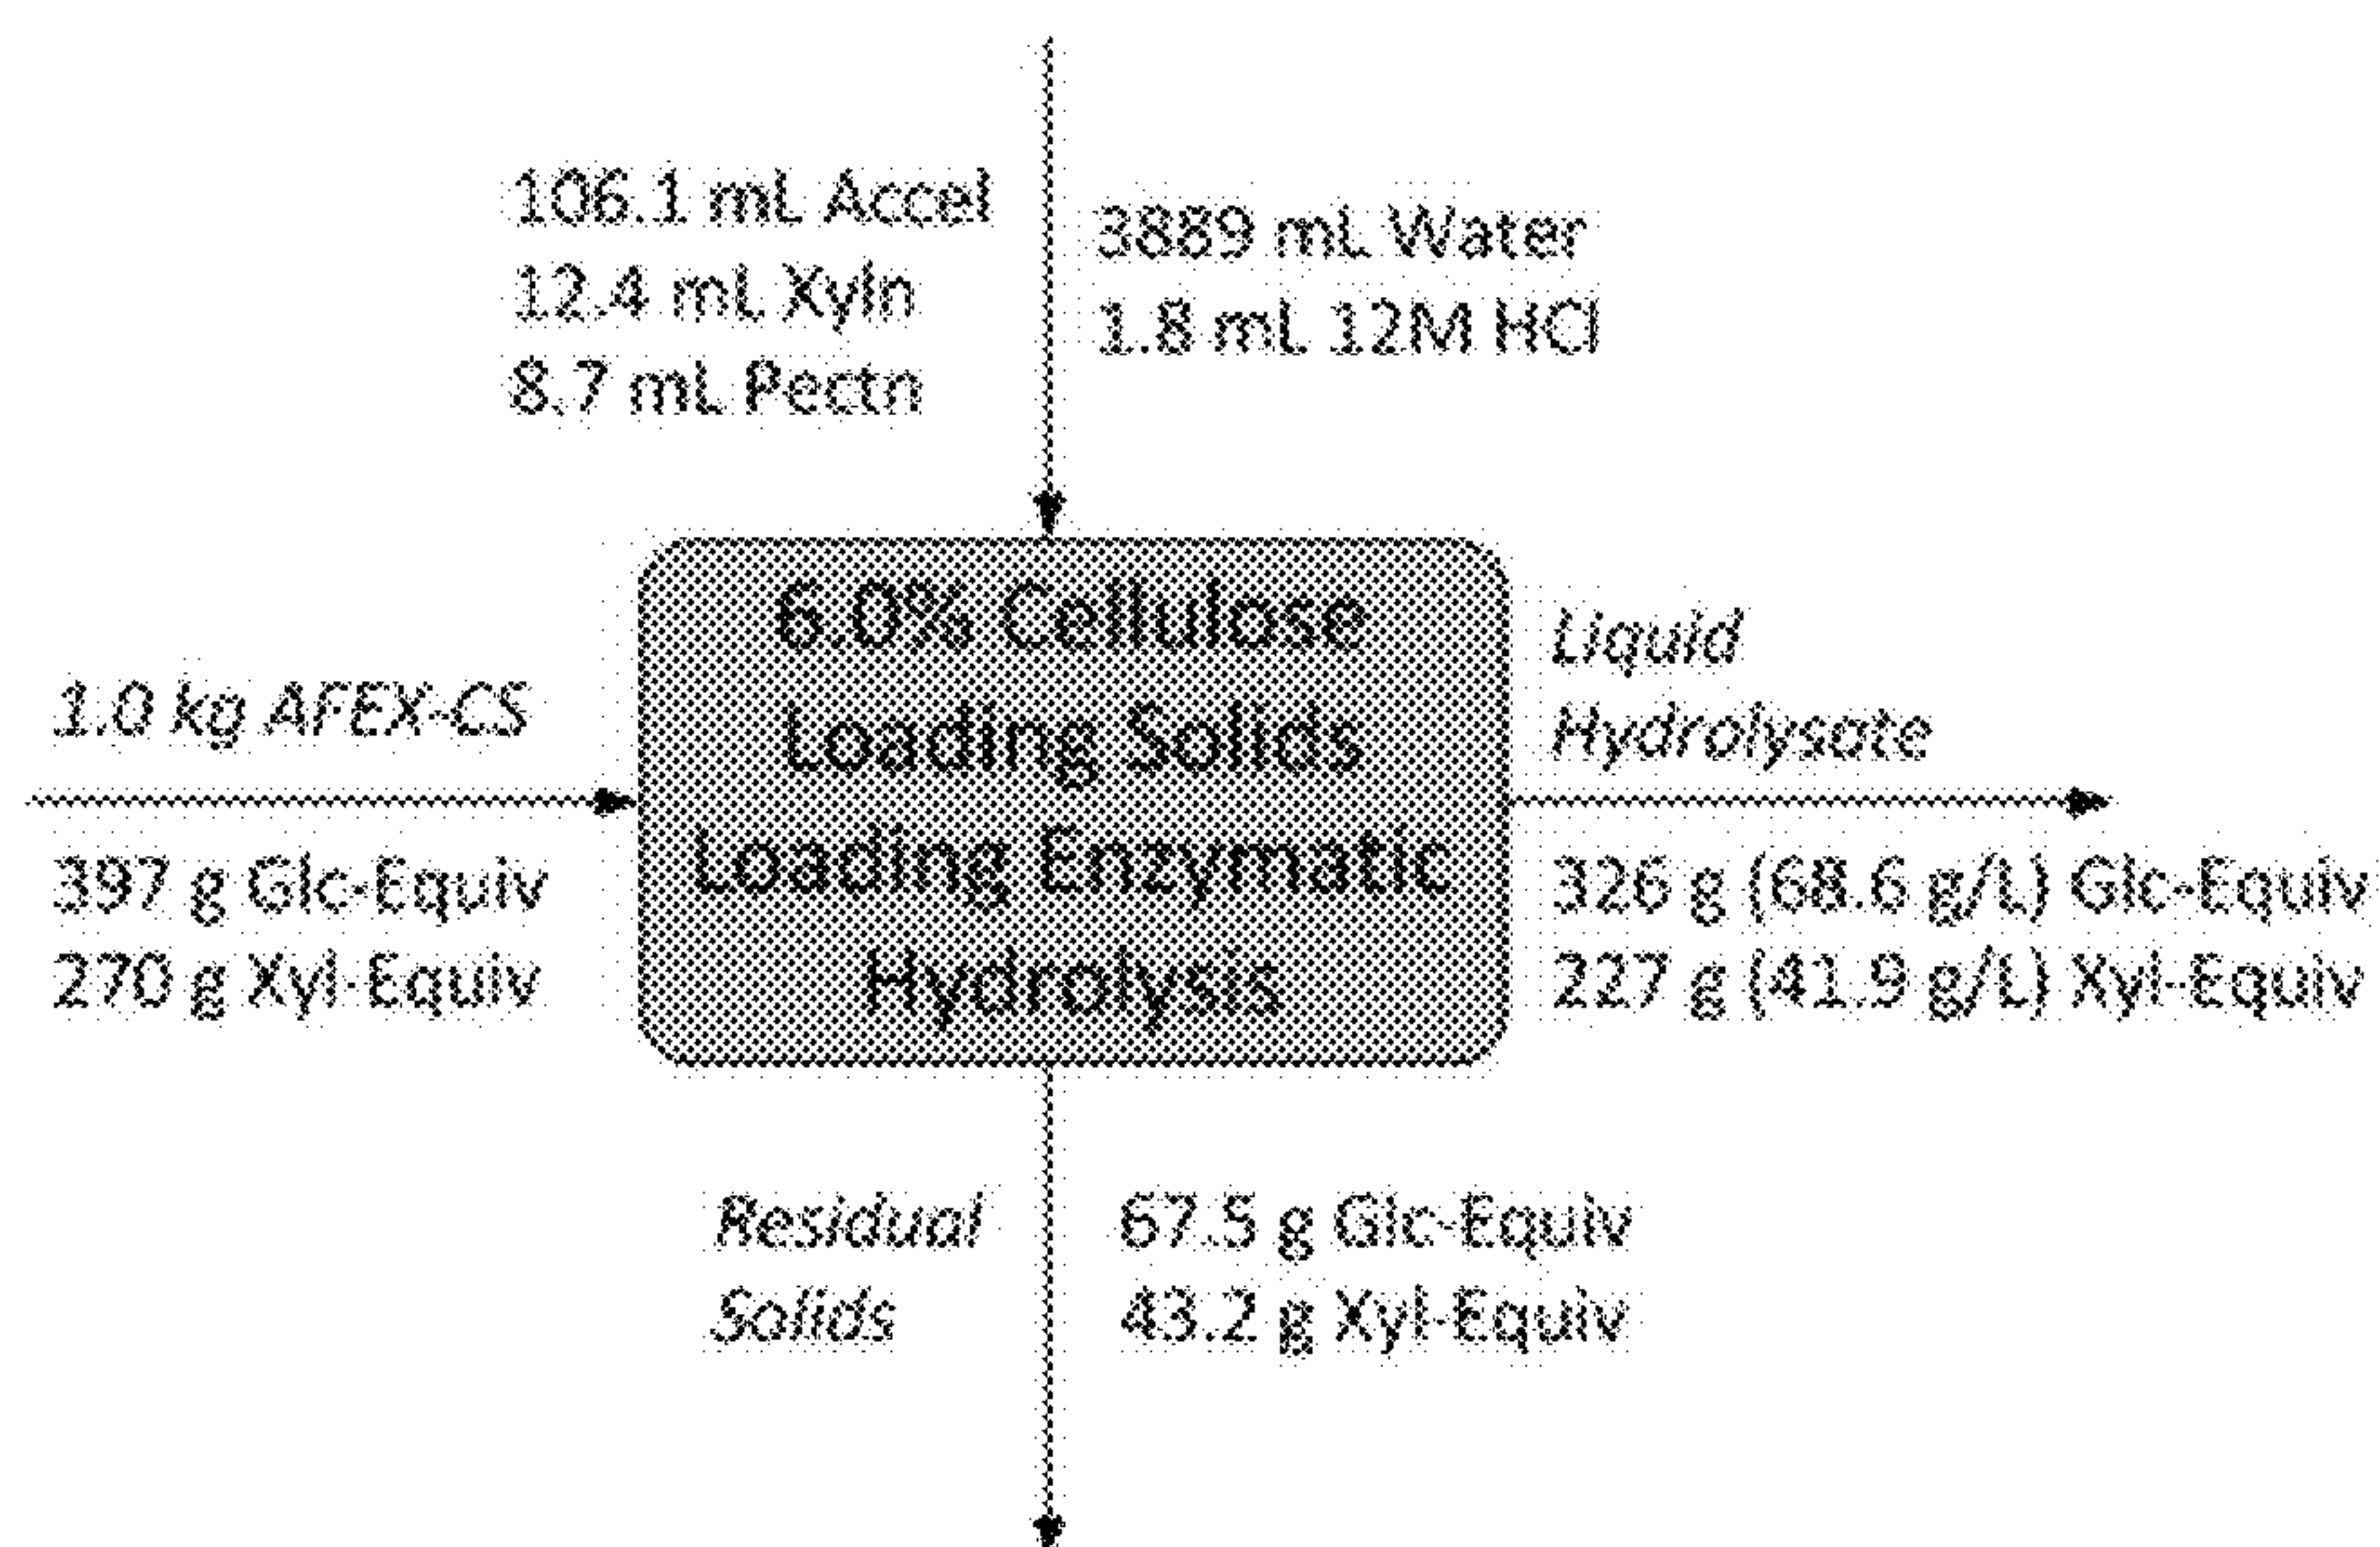 106.1 mL Accel
12.4 mL Xyln
8.7 mL Pectn
3889 mL Water
1.8 mL 12M HCl
1.0 kg AFEX-CS
397 g Glc-Equiv
270 g Xyl-Equiv
6.0% Cellulose
Loading Solids
Loading Enzymatic
Hydrolysis
Liquid
Hydrolysate
326 g (68.6 g/L) Glc-Equiv
227 g (41.9 g/L) Xyl-Equiv
Residual
Solids
67.5 g Glc-Equiv
43.2 g Xyl-Equiv